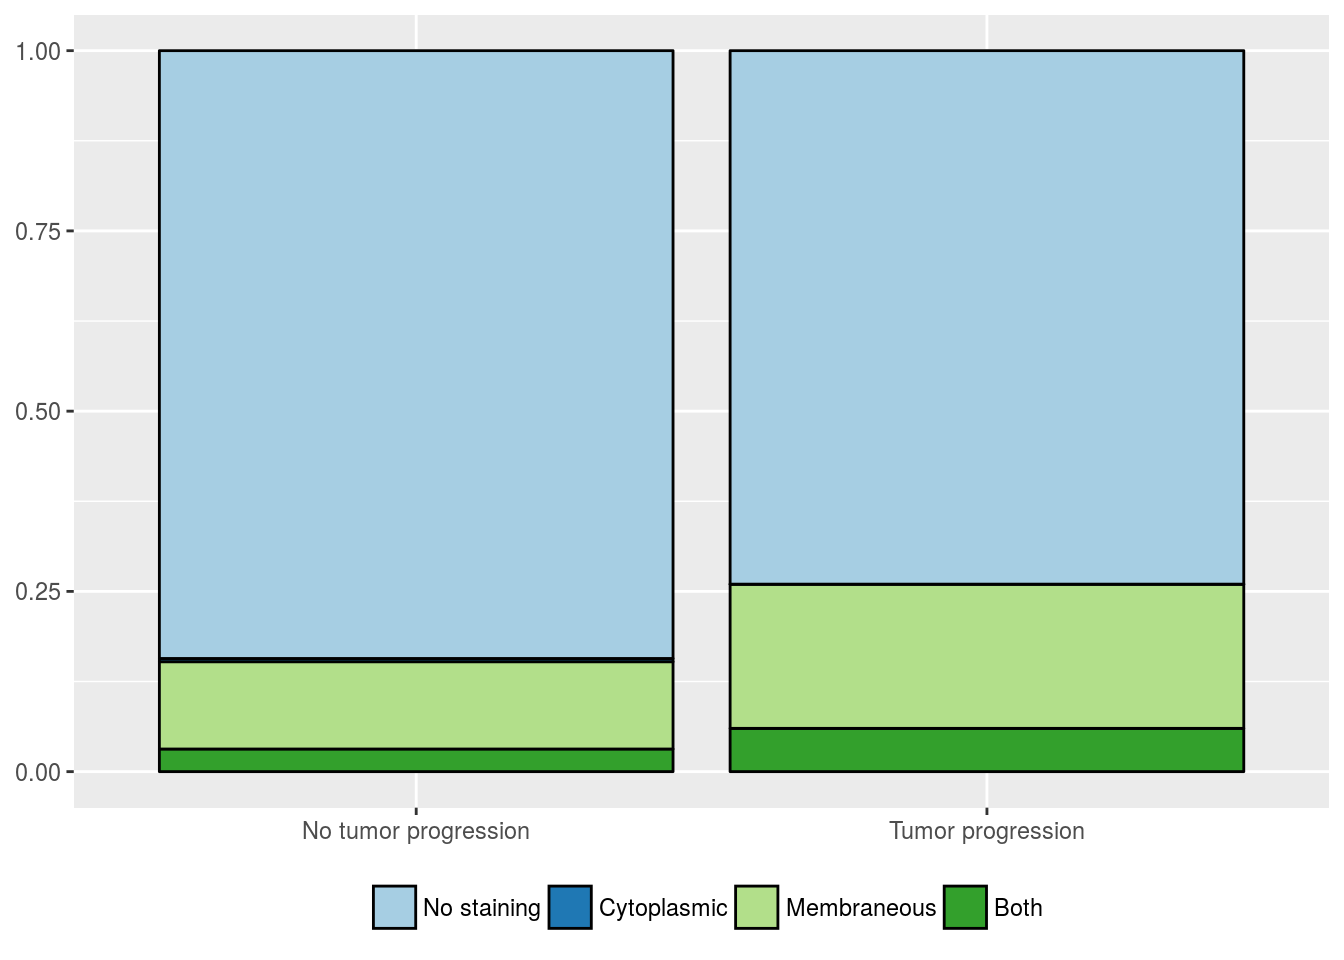 1.00
0.75
0.50
0.25
0.00
No tumor progression Tumor progression
No staining Cytoplasmic Membraneous Both